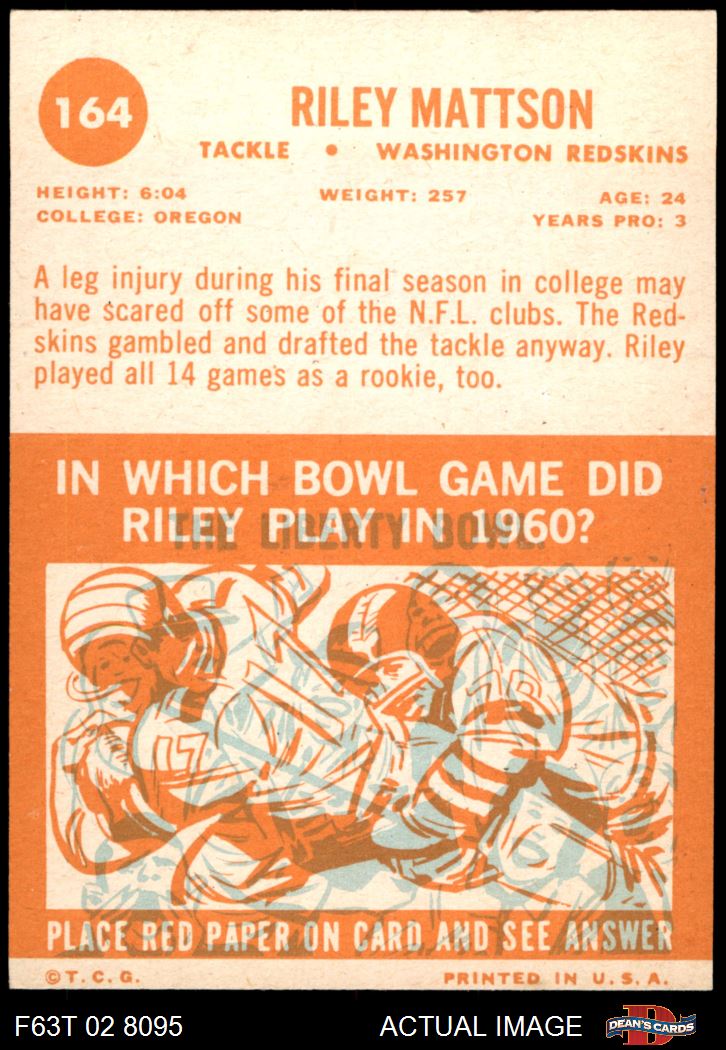 164
RILEY MATTSON
TACKLE • WASHINGTON REDSKINS
HEIGHT: 6:04 WEIGHT: 257 AGE: 24
COLLEGE: OREGON YEARS PRO: 3
A leg injury during his final season in college may
have scared off some of the N.F.L. clubs. The Red-
skins gambled and drafted the tackle anyway. Riley
played all 14 games as a rookie, too.
IN WHICH BOWL GAME DID
RILEY PLAY IN 1960?
THE LIBERTY BOWL.
17
PLACE RED PAPER ON CARD AND SEE ANSWER
©T.C.G. PRINTED IN U.S.A.
F63T 02 8095 ACTUAL IMAGE DEAN'S CARDS